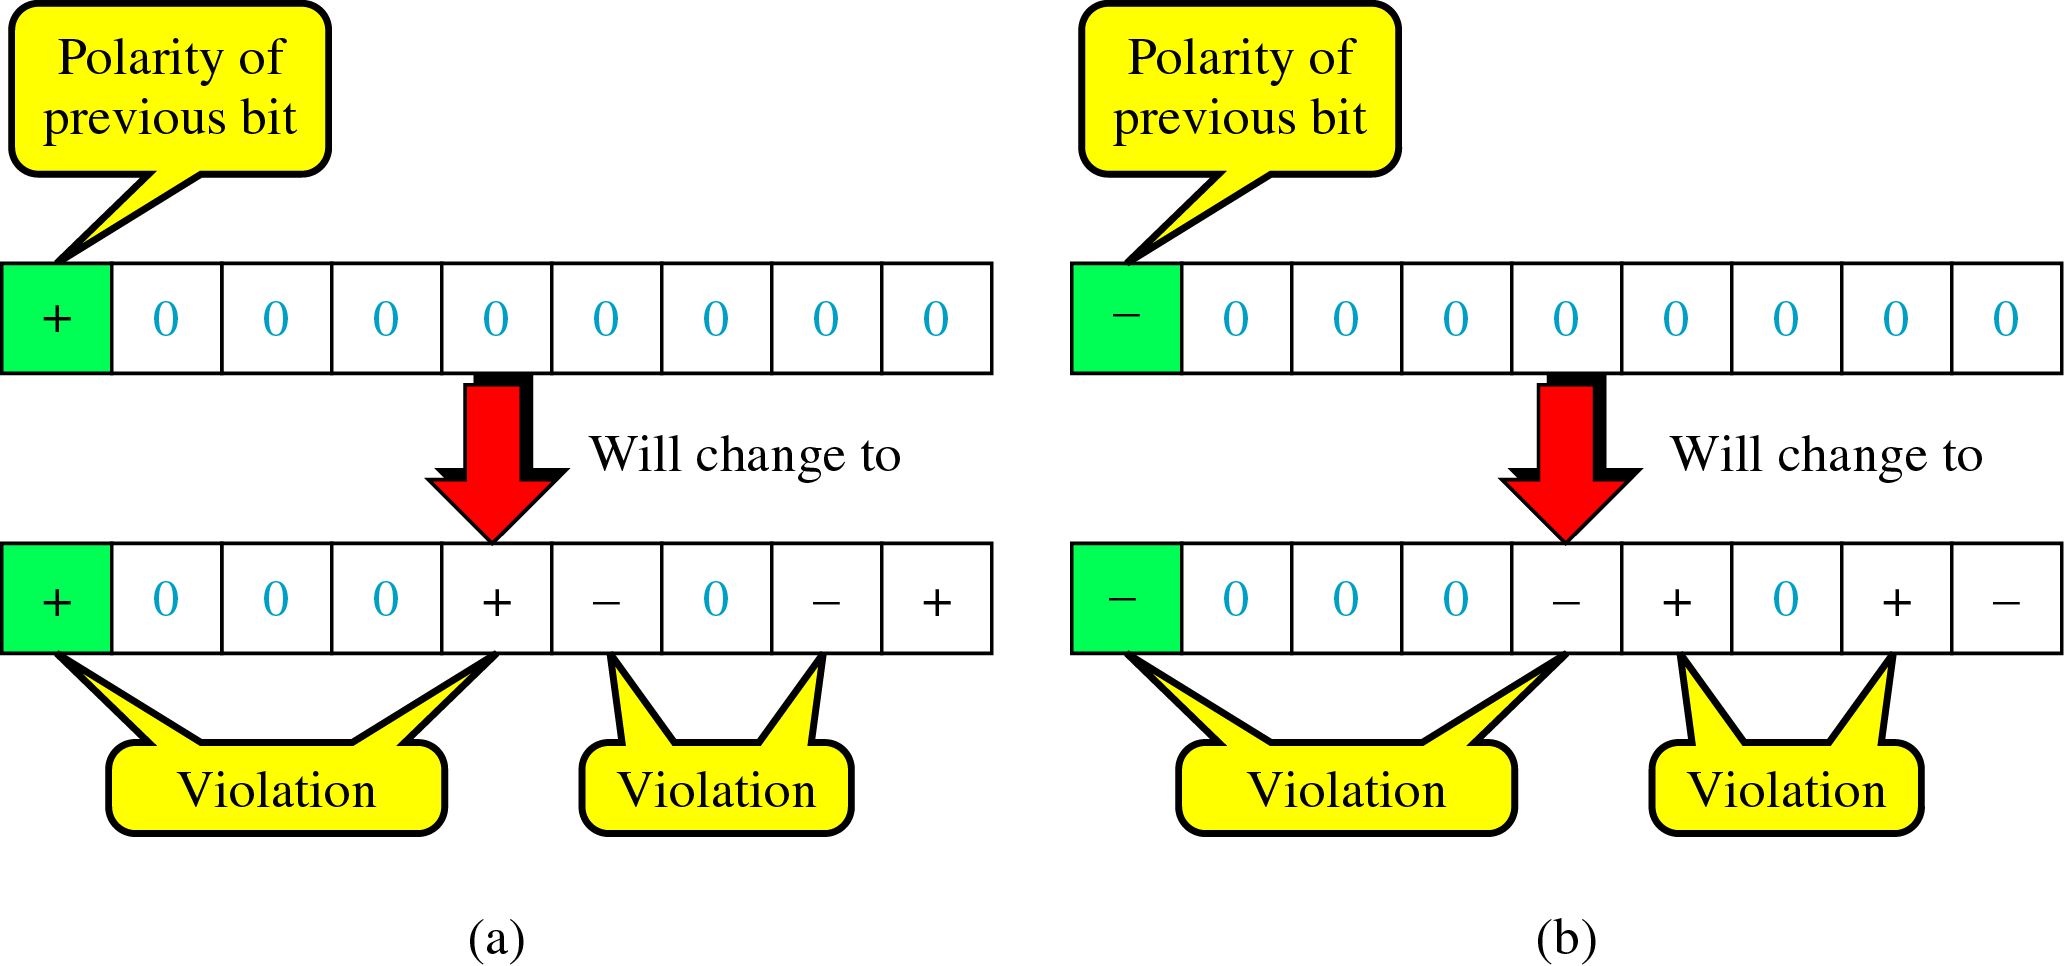 Polarity of
previous bit
+ 0 0 0 0 0 0 0 0
Will change to
+ 0 0 0 + – 0 – +
Violation Violation
(a)
Polarity of
previous bit
– 0 0 0 0 0 0 0 0
Will change to
– 0 0 0 – + 0 + –
Violation Violation
(b)